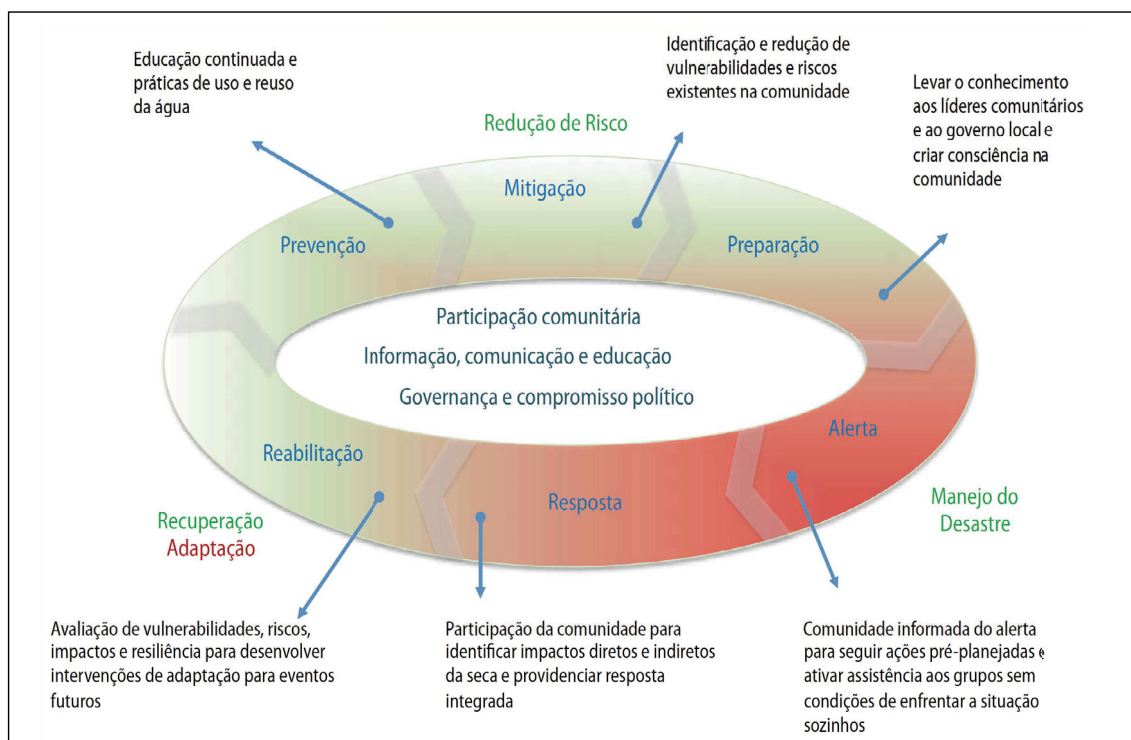 Educação continuada e
práticas de uso e reuso
da água
Identificação e redução de
vulnerabilidades e riscos
existentes na comunidade
Levar o conhecimento
aos líderes comunitários
e ao governo local e
criar consciência na
comunidade
Redução de Risco
Mitigação
Prevenção
Preparação
Participação comunitária
Informação, comunicação e educação
Governança e compromisso político
Reabilitação
Resposta
Alerta
Recuperação
Adaptação
Manejo do
Desastre
Avaliação de vulnerabilidades, riscos,
impactos e resiliência para desenvolver
intervenções de adaptação para eventos
futuros
Participação da comunidade para
identificar impactos diretos e indiretos
da seca e providenciar resposta
integrada
Comunidade informada do alerta
para seguir ações pré-planejadas e
ativar assistência aos grupos sem
condições de enfrentar a situação
sozinhos